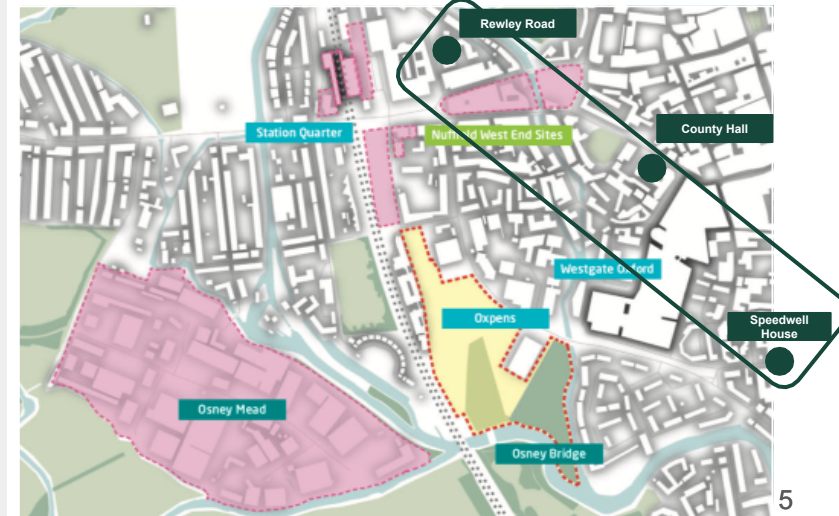 Rewley Road
County Hall
Station Quarter
Nuffield West End Sites
Westgate Oxford
Oxpens
Speedwell
House
Osney Mead
Osney Bridge
5